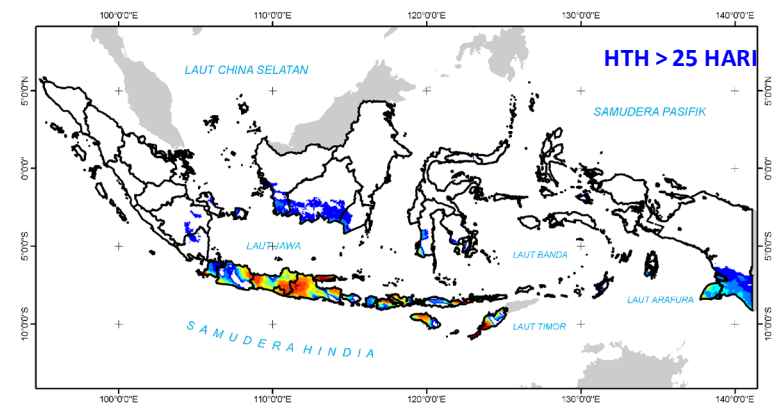 100°0'0"E 110°0'0"E 120°0'0"E 130°0'0"E 140°0'0"E
HTH > 25 HARI
LAUT CHINA SELATAN
5°0'0"N 5°0'0"N
SAMUDERA PASIFIK
0°0'0" 0°0'0"
LAUT JAWA
5°0'0"S 5°0'0"S
LAUT BANDA
LAUT ARAFURA
10°0'0"S 10°0'0"S
SAMUDERA HINDIA
LAUT TIMOR
100°0'0"E 110°0'0"E 120°0'0"E 130°0'0"E 140°0'0"E